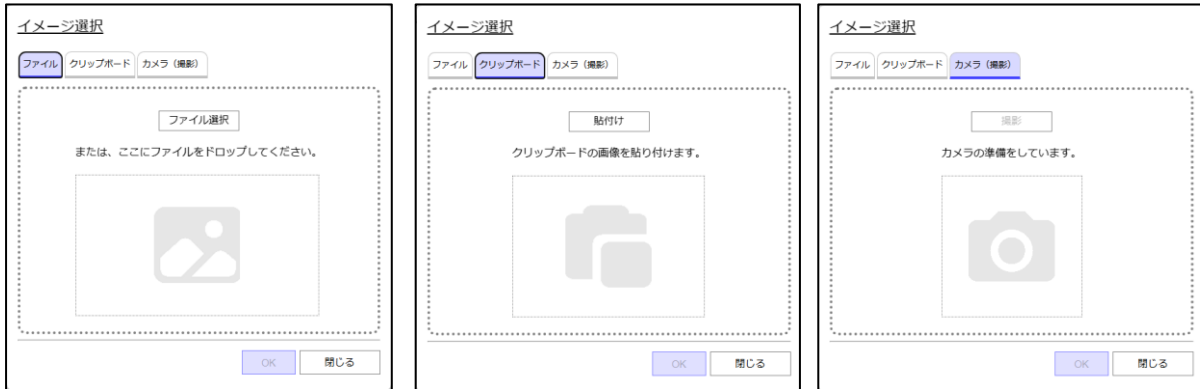 イメージ選択
ファイル クリップボード カメラ（撮影）
ファイル選択
または、ここにファイルをドロップしてください。
OK 閉じる
イメージ選択
ファイル クリップボード カメラ（撮影）
貼付け
クリップボードの画像を貼り付けます。
OK 閉じる
イメージ選択
ファイル クリップボード カメラ（撮影）
撮影
カメラの準備をしています。
OK 閉じる